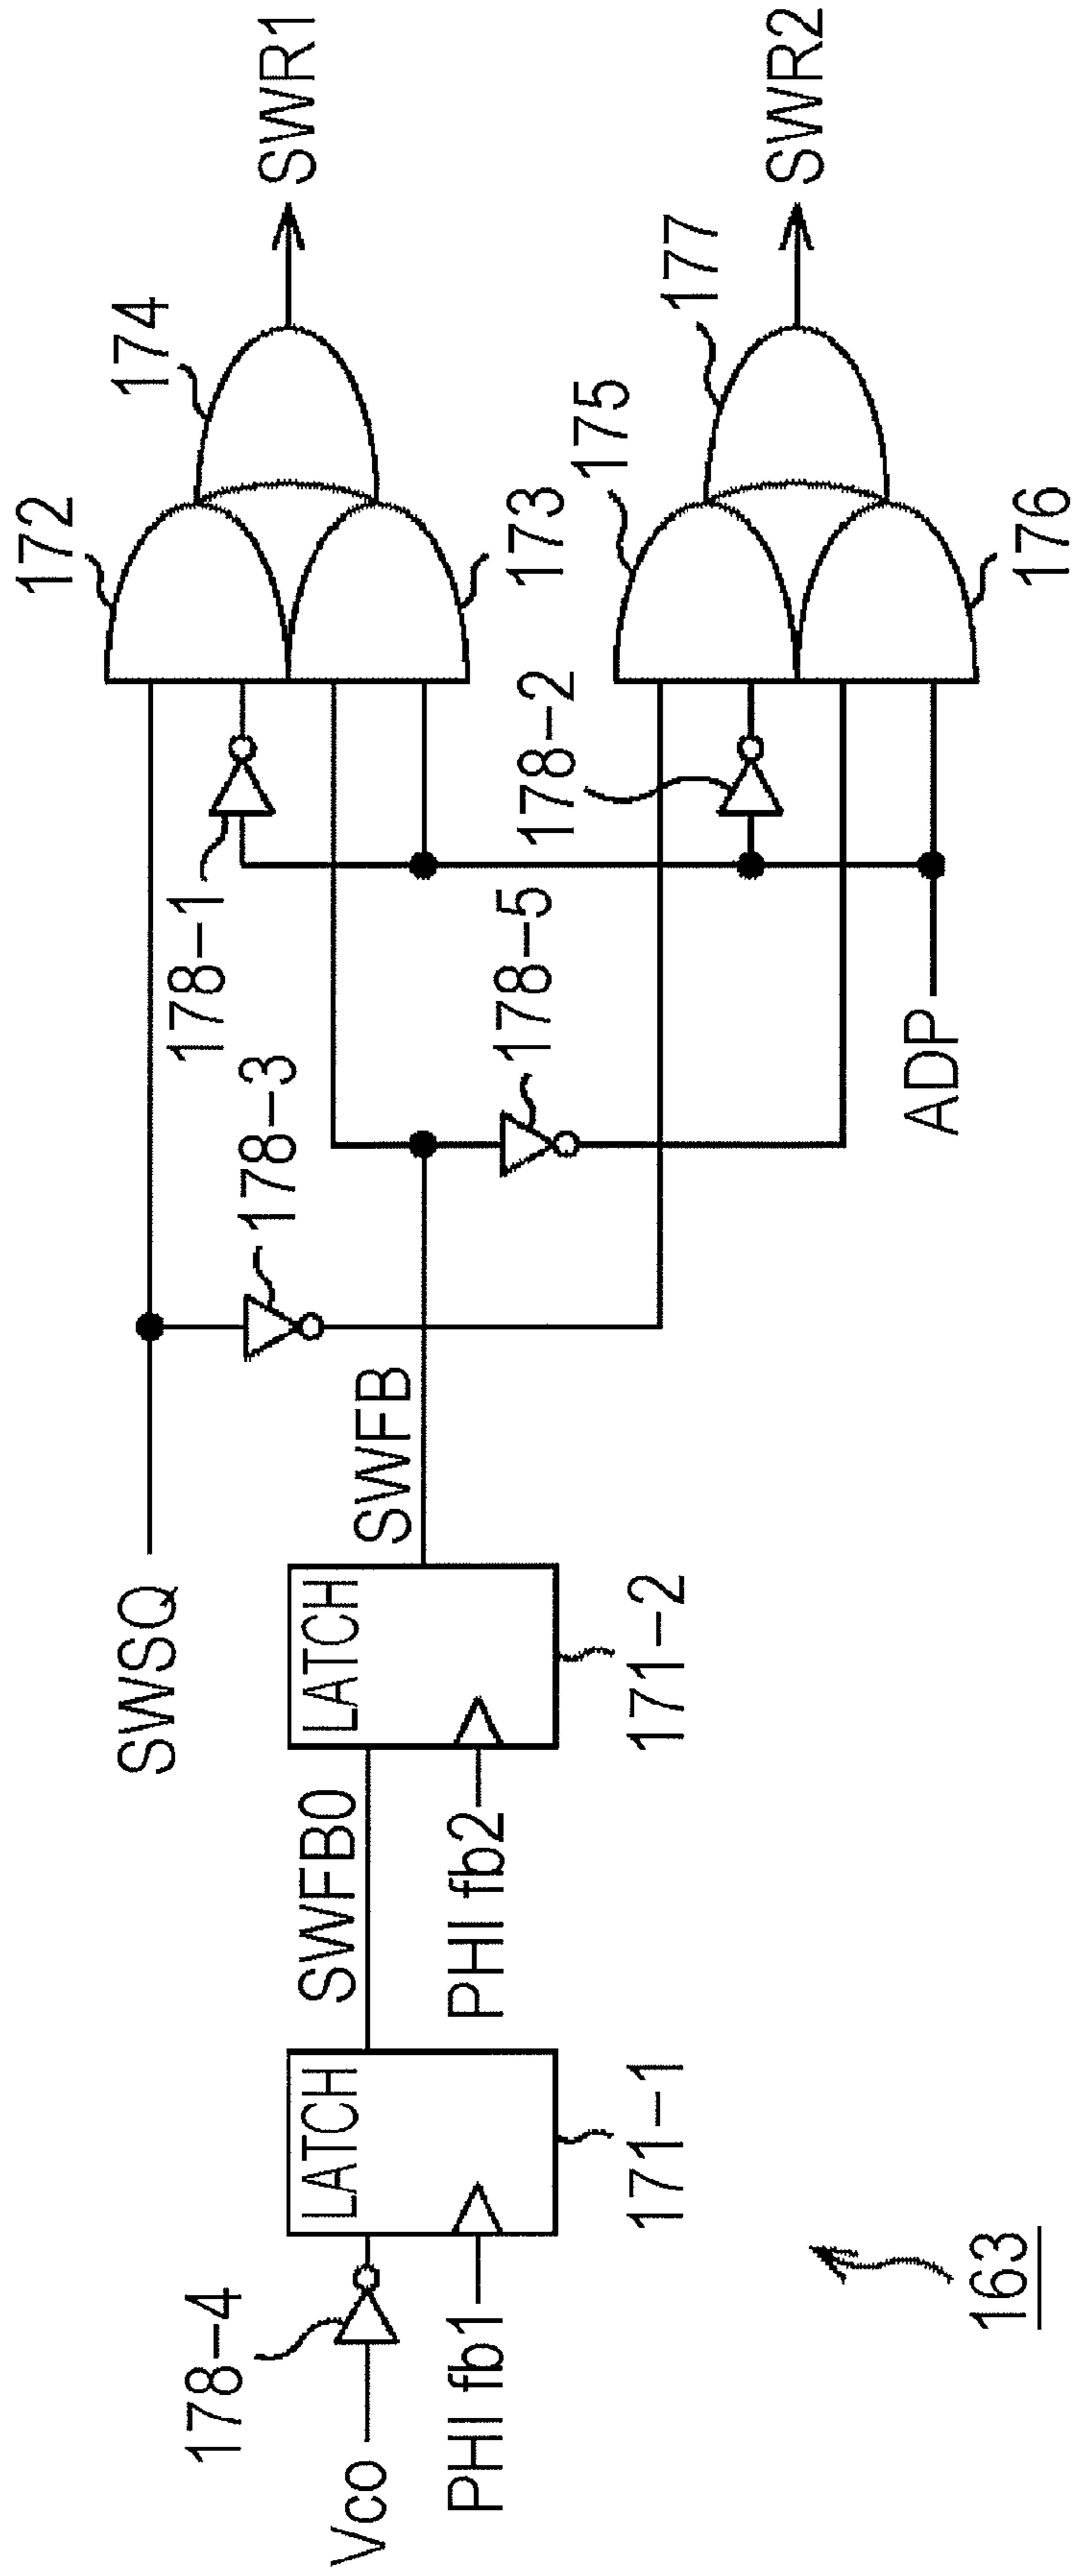 SWR1
SWR2
174
177
172
173
175
176
178-1
178-2
178-3
178-5
ADP
SWSQ
SWFB
LATCH
171-2
SWFB0
PHI fb2
LATCH
171-1
178-4
Vco
PHI fb1
163